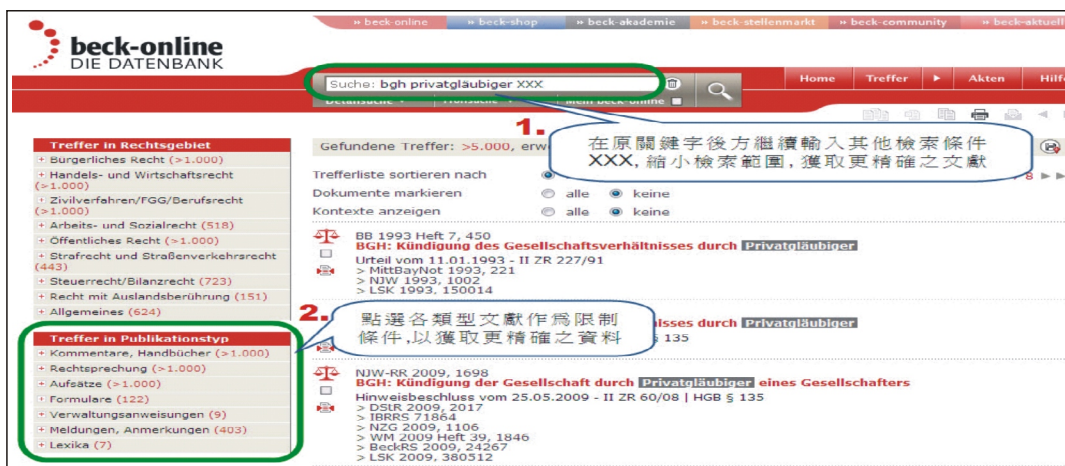 » beck-online
» beck-shop
» beck-akademie
» beck-stellenmarkt
» beck-community
» beck-aktuell
beck-online
DIE DATENBANK
Suche: bgh privatgläubiger XXX
Home
Treffer
Akten
Hilfe
Detailsuche
Mein beck-online
1.
在原關鍵字後方繼續輸入其他檢索條件
XXX,縮小檢索範圍,獲取更精確之文獻
Treffer in Rechtsgebiet
+ Bürgerliches Recht (>1.000)
+ Handels- und Wirtschaftsrecht
(>1.000)
+ Zivilverfahren/FGG/Berufsrecht
(>1.000)
+ Arbeits- und Sozialrecht (518)
+ Öffentliches Recht (>1.000)
+ Strafrecht und Straßenverkehrsrecht
(443)
+ Steuerrecht/Bilanzrecht (723)
+ Recht mit Auslandsberührung (151)
+ Allgemeines (624)
Treffer in Publikationstyp
+ Kommentare, Handbücher (>1.000)
+ Rechtsprechung (>1.000)
+ Aufsätze (>1.000)
+ Formulare (122)
+ Verwaltungsanweisungen (9)
+ Meldungen, Anmerkungen (403)
+ Lexika (7)
Gefundene Treffer: >5.000, erw
8
Trefferliste sortieren nach
Dokumente markieren alle keine
Kontexte anzeigen alle keine
BB 1993 Heft 7, 450
BGH: Kündigung des Gesellschaftsverhältnisses durch Privatgläubiger
Urteil vom 11.01.1993 - II ZR 227/91
> MittBayNot 1993, 221
> NJW 1993, 1002
> LSK 1993, 150014
2.
點選各類型文獻作為限制
條件,以獲取更精確之資料
nisses durch Privatgläubiger
§ 135
NJW-RR 2009, 1698
BGH: Kündigung der Gesellschaft durch Privatgläubiger eines Gesellschafters
Hinweisbeschluss vom 25.05.2009 - II ZR 60/08 | HGB § 135
> DStR 2009, 2017
> IBRRS 71864
> NZG 2009, 1106
> WM 2009 Heft 39, 1846
> BeckRS 2009, 24267
> LSK 2009, 380512